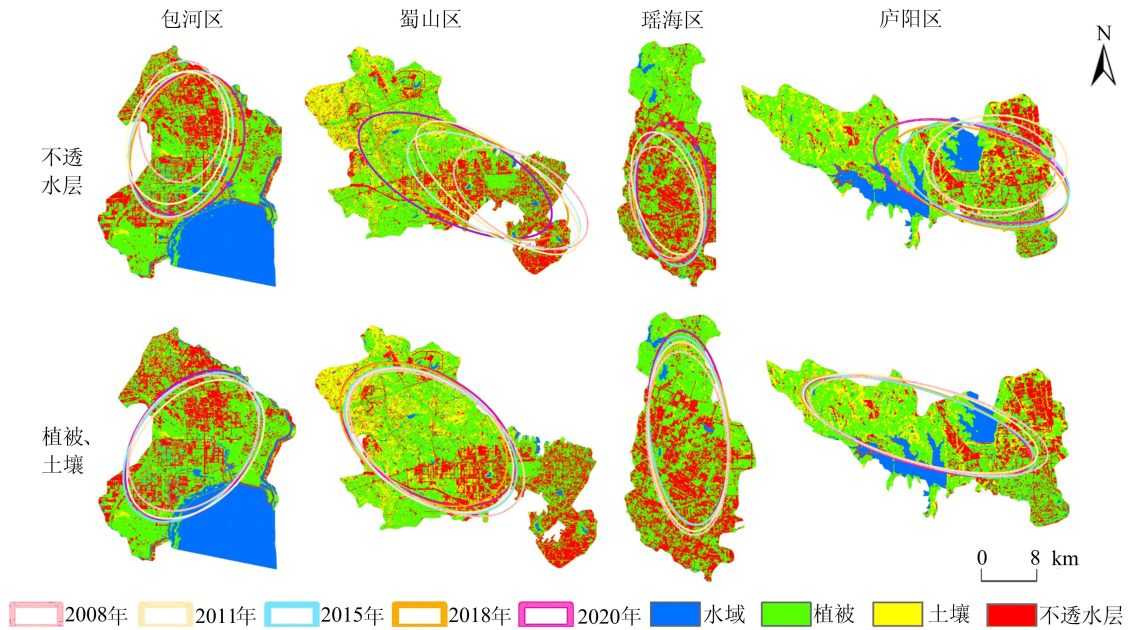 包河区 蜀山区 瑶海区 庐阳区
N
不透
水层
植被、
土壤
0 8 km
2008年 2011年 2015年 2018年 2020年 水域 植被 土壤 不透水层